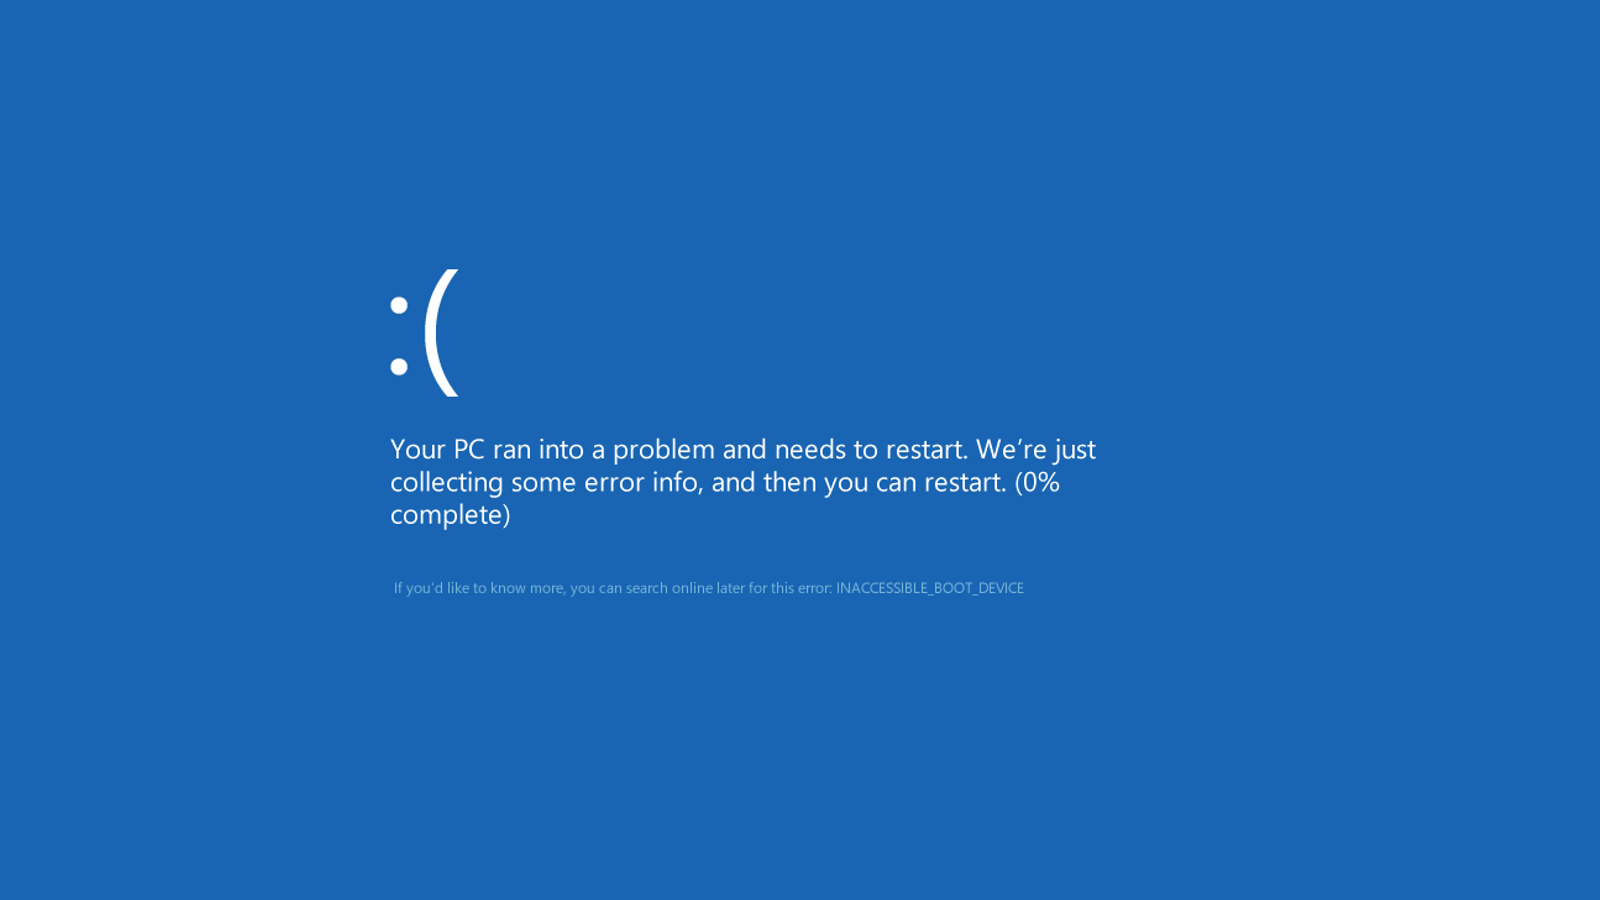 :(
Your PC ran into a problem and needs to restart. We’re just
collecting some error info, and then you can restart. (0%
complete)
If you'd like to know more, you can search online later for this error: INACCESSIBLE_BOOT_DEVICE